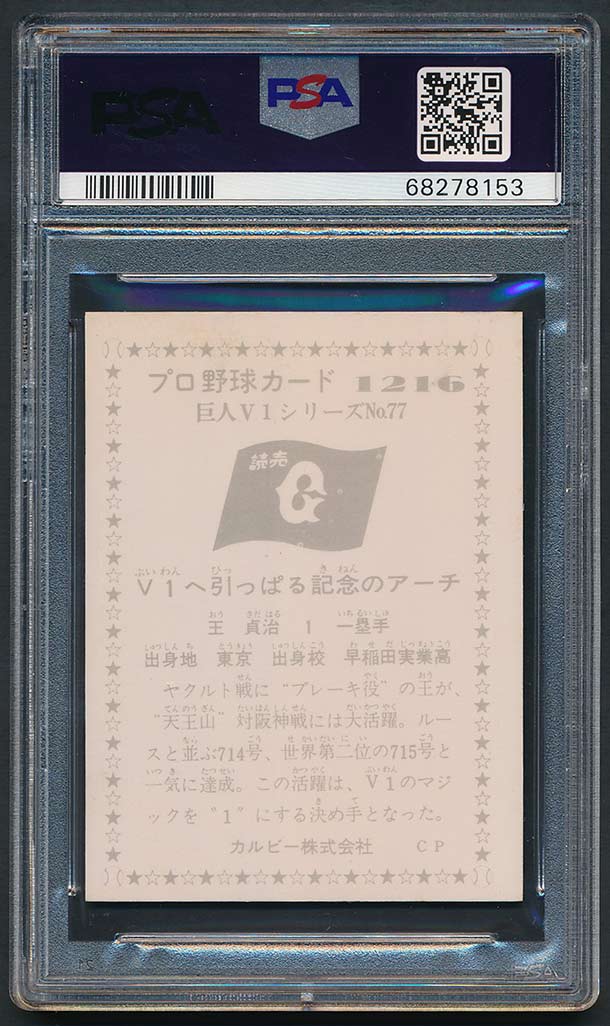 PSA
PSA
68278153
プロ野球カード 1216
巨人V1シリーズNo.77
読売
G
V1へ引っぱる記念のアーチ
王 貞治 1 一塁手
出身地 東京 出身校 早稲田実業高
ヤクルト戦に“ブレーキ役”の王が、
“天王山”対阪神戦には大活躍。ルー
スと並ぶ714号、世界第二位の715号と
一気に達成。この活躍は、V1のマジ
ックを“1”にする決め手となった。
カルビー株式会社 CP
PSA